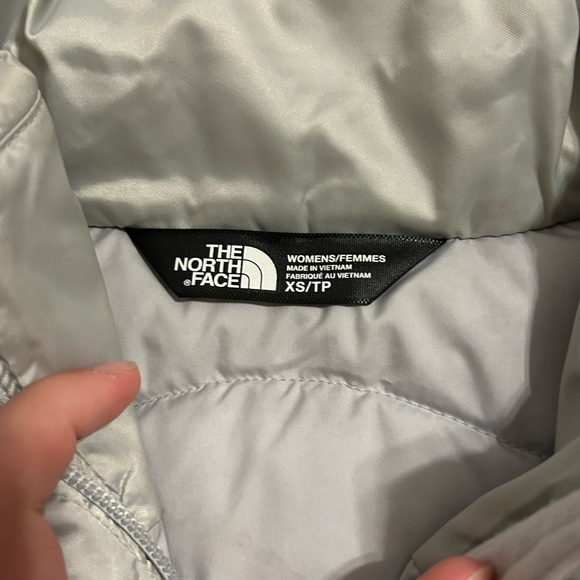 THE
NORTH
®FACE
WOMENS/FEMMES
MADE IN VIETNAM
FABRIQUÉ AU VIETNAM
XS/TP